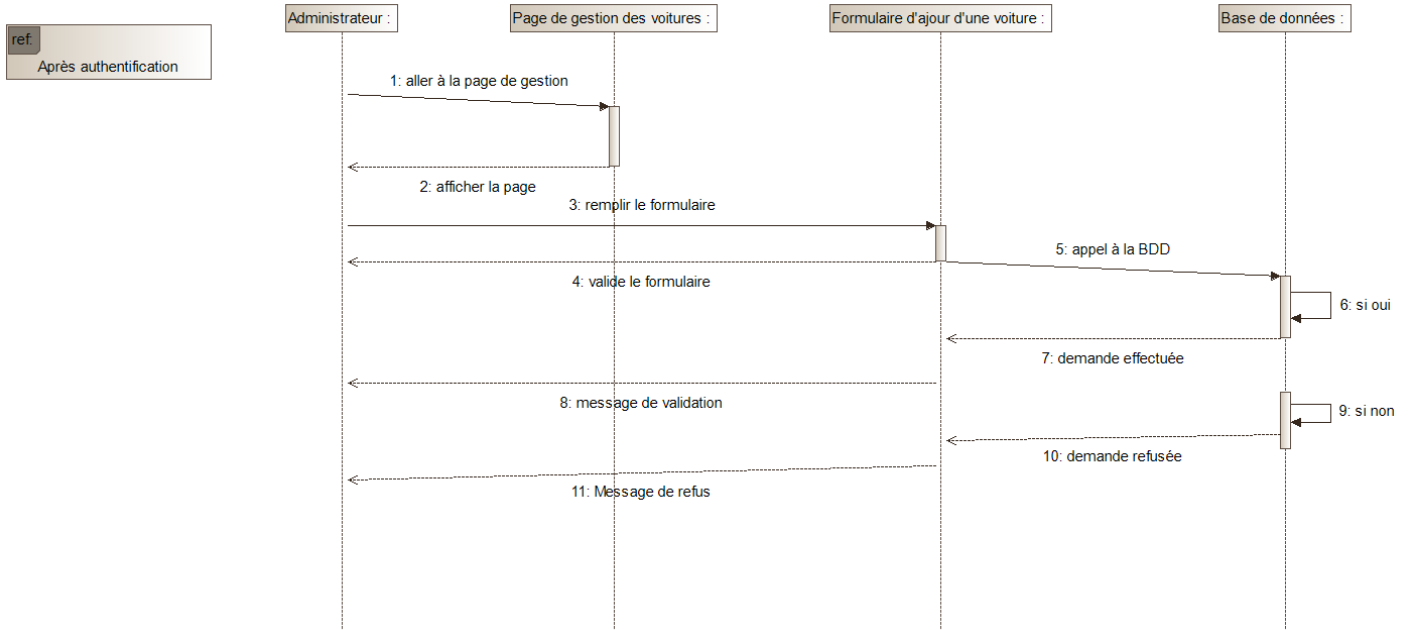 Administrateur :
Page de gestion des voitures :
Formulaire d'ajour d'une voiture :
Base de données :
ref:
Après authentification
1: aller à la page de gestion
2: afficher la page
3: remplir le formulaire
4: valide le formulaire
5: appel à la BDD
6: si oui
7: demande effectuée
8: message de validation
9: si non
10: demande refusée
11: Message de refus